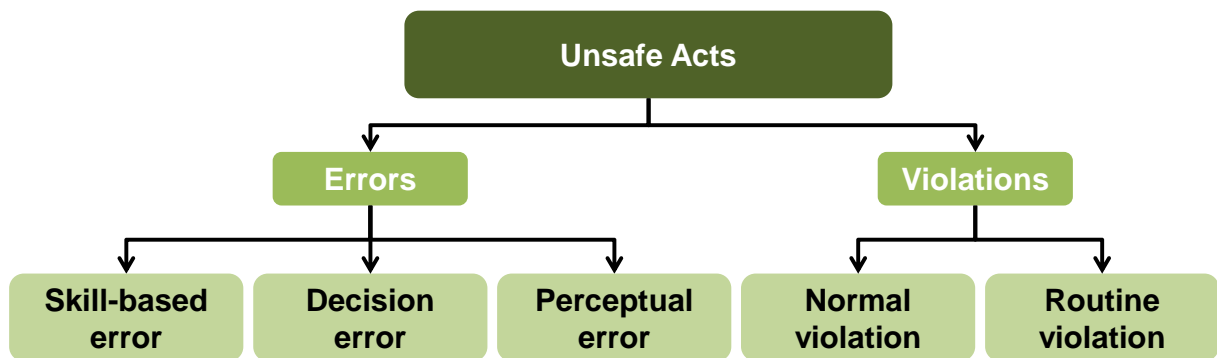 Unsafe Acts
Errors
Violations
Skill-based
error
Decision
error
Perceptual
error
Normal
violation
Routine
violation